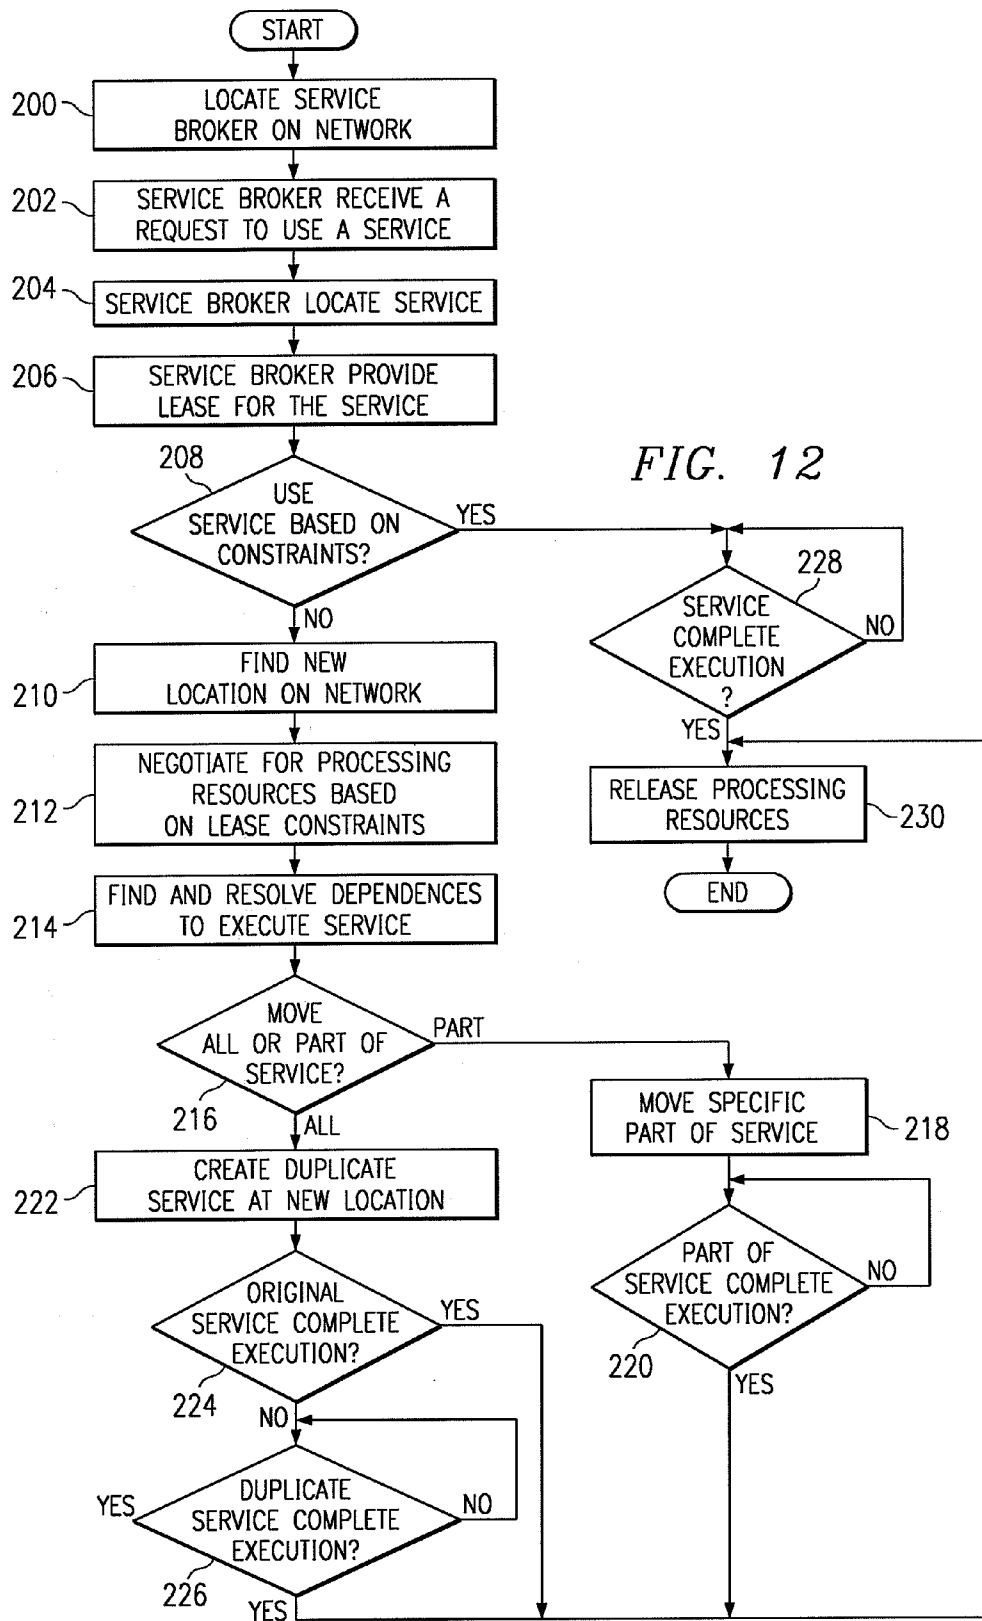 START
200
LOCATE SERVICE
BROKER ON NETWORK
202
SERVICE BROKER RECEIVE A
REQUEST TO USE A SERVICE
204
SERVICE BROKER LOCATE SERVICE
206
SERVICE BROKER PROVIDE
LEASE FOR THE SERVICE
FIG. 12
208
USE
SERVICE BASED ON
CONSTRAINTS?
YES
NO
228
SERVICE
COMPLETE
EXECUTION
?
NO
YES
210
FIND NEW
LOCATION ON NETWORK
212
NEGOTIATE FOR PROCESSING
RESOURCES BASED
ON LEASE CONSTRAINTS
RELEASE PROCESSING
RESOURCES
230
END
214
FIND AND RESOLVE DEPENDENCES
TO EXECUTE SERVICE
MOVE
ALL OR PART OF
SERVICE?
216
PART
ALL
MOVE SPECIFIC
PART OF SERVICE
218
222
CREATE DUPLICATE
SERVICE AT NEW LOCATION
PART OF
SERVICE COMPLETE
EXECUTION?
220
NO
YES
ORIGINAL
SERVICE COMPLETE
EXECUTION?
224
YES
NO
DUPLICATE
SERVICE COMPLETE
EXECUTION?
226
YES
NO
YES